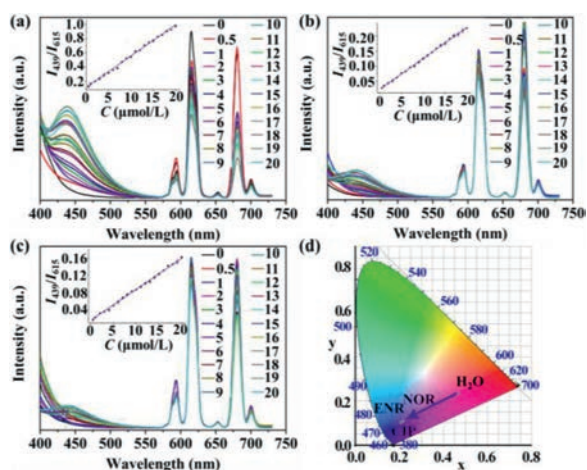 (a)
1.0
0.8
0.6
0.4
0.2
I439/I615
0 5 10 15 20
C (μmol/L)
0 10
0.5 11
1 12
2 13
3 14
4 15
5 16
6 17
7 18
8 19
9 20
Intensity (a.u.)
400 450 500 550 600 650 700 750
Wavelength (nm)
(b)
0.20
0.15
0.10
0.05
I439/I615
0 5 10 15 20
C (μmol/L)
0 10
0.5 11
1 12
2 13
3 14
4 15
5 16
6 17
7 18
8 19
9 20
Intensity (a.u.)
400 450 500 550 600 650 700 750
Wavelength (nm)
(c)
0.16
0.12
0.08
0.04
I439/I615
0 5 10 15 20
C (μmol/L)
0 10
0.5 11
1 12
2 13
3 14
4 15
5 16
6 17
7 18
8 19
9 20
Intensity (a.u.)
400 450 500 550 600 650 700 750
Wavelength (nm)
(d)
0.8
0.6
0.4
0.2
0.0
y
520
540
560
500
580
600
620
490
700
H2O
NOR
ENR
480
CIP
470
460 380
0.0 0.2 0.4 0.6 0.8
x